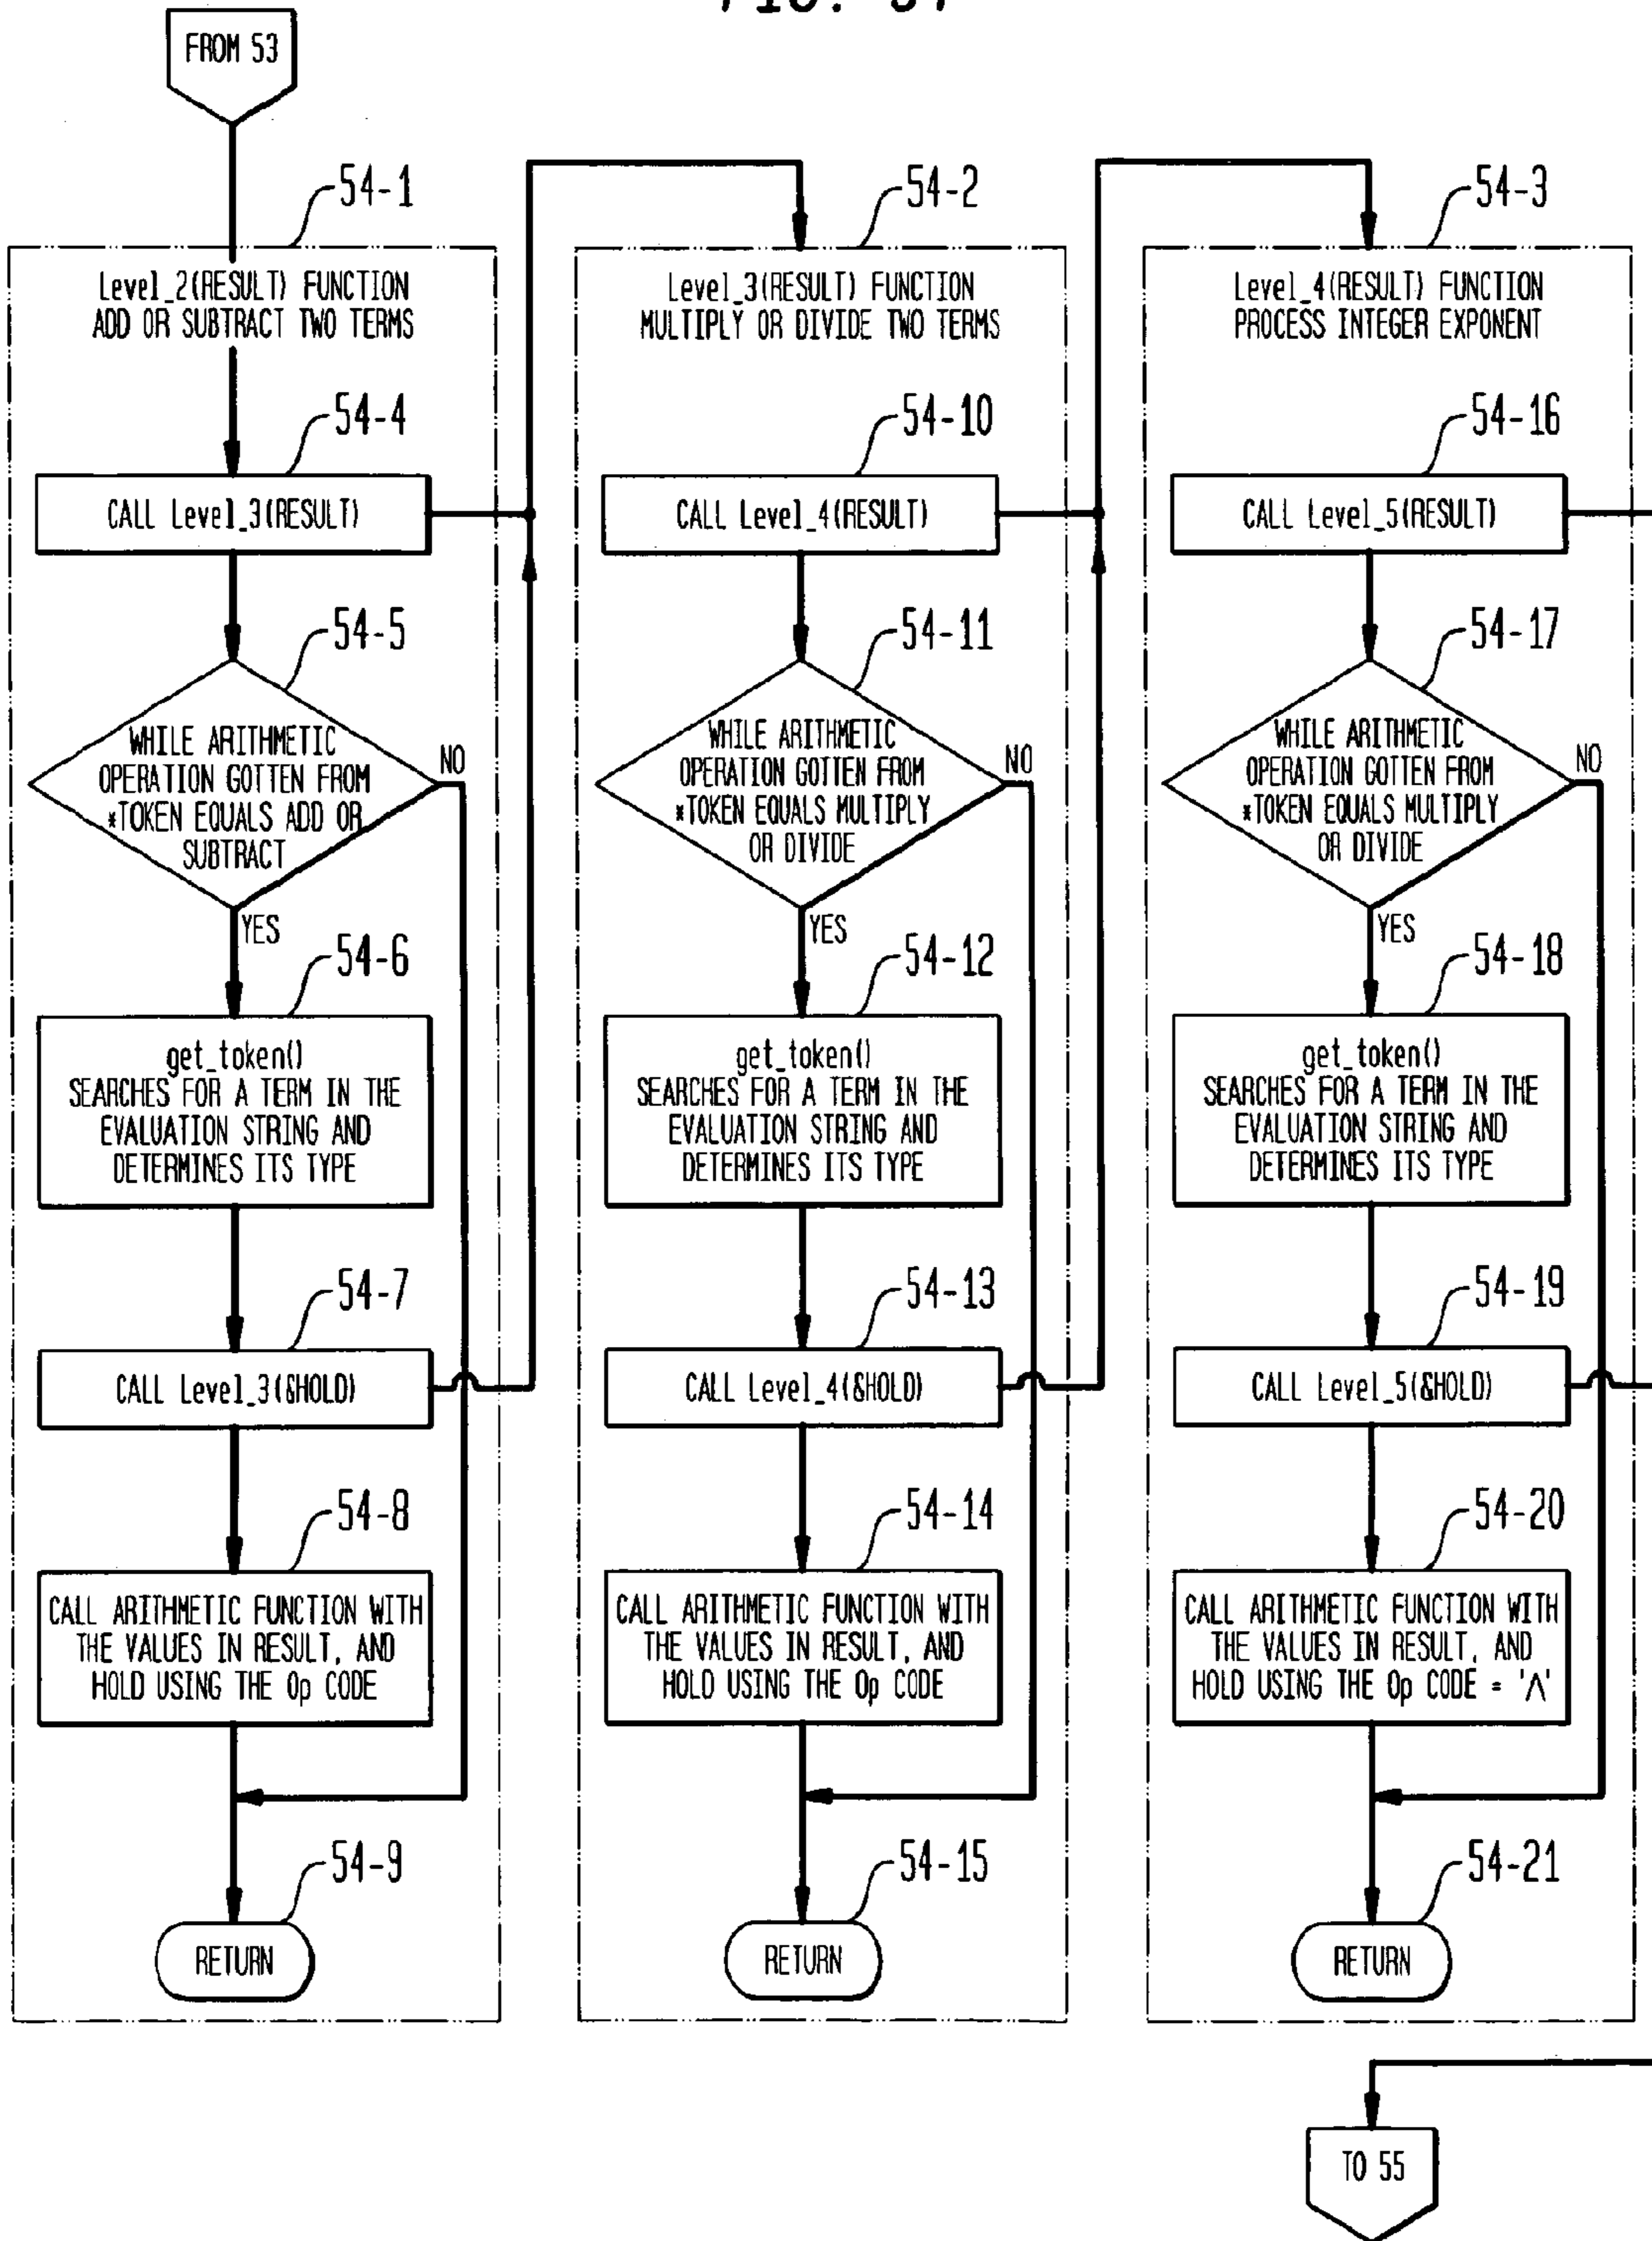 FROM 53
54-1
Level_2(RESULT) FUNCTION
ADD OR SUBTRACT TWO TERMS
54-4
CALL Level_3(RESULT)
54-5
WHILE ARITHMETIC
OPERATION GOTTEN FROM
*TOKEN EQUALS ADD OR
SUBTRACT
NO
YES
54-6
get_token()
SEARCHES FOR A TERM IN THE
EVALUATION STRING AND
DETERMINES ITS TYPE
54-7
CALL Level_3(&HOLD)
54-8
CALL ARITHMETIC FUNCTION WITH
THE VALUES IN RESULT, AND
HOLD USING THE Op CODE
54-9
RETURN
54-2
Level_3(RESULT) FUNCTION
MULTIPLY OR DIVIDE TWO TERMS
54-10
CALL Level_4(RESULT)
54-11
WHILE ARITHMETIC
OPERATION GOTTEN FROM
*TOKEN EQUALS MULTIPLY
OR DIVIDE
NO
YES
54-12
get_token()
SEARCHES FOR A TERM IN THE
EVALUATION STRING AND
DETERMINES ITS TYPE
54-13
CALL Level_4(&HOLD)
54-14
CALL ARITHMETIC FUNCTION WITH
THE VALUES IN RESULT, AND
HOLD USING THE Op CODE
54-15
RETURN
54-3
Level_4(RESULT) FUNCTION
PROCESS INTEGER EXPONENT
54-16
CALL Level_5(RESULT)
54-17
WHILE ARITHMETIC
OPERATION GOTTEN FROM
*TOKEN EQUALS MULTIPLY
OR DIVIDE
NO
YES
54-18
get_token()
SEARCHES FOR A TERM IN THE
EVALUATION STRING AND
DETERMINES ITS TYPE
54-19
CALL Level_5(&HOLD)
54-20
CALL ARITHMETIC FUNCTION WITH
THE VALUES IN RESULT, AND
HOLD USING THE Op CODE = '/\'
54-21
RETURN
TO 55